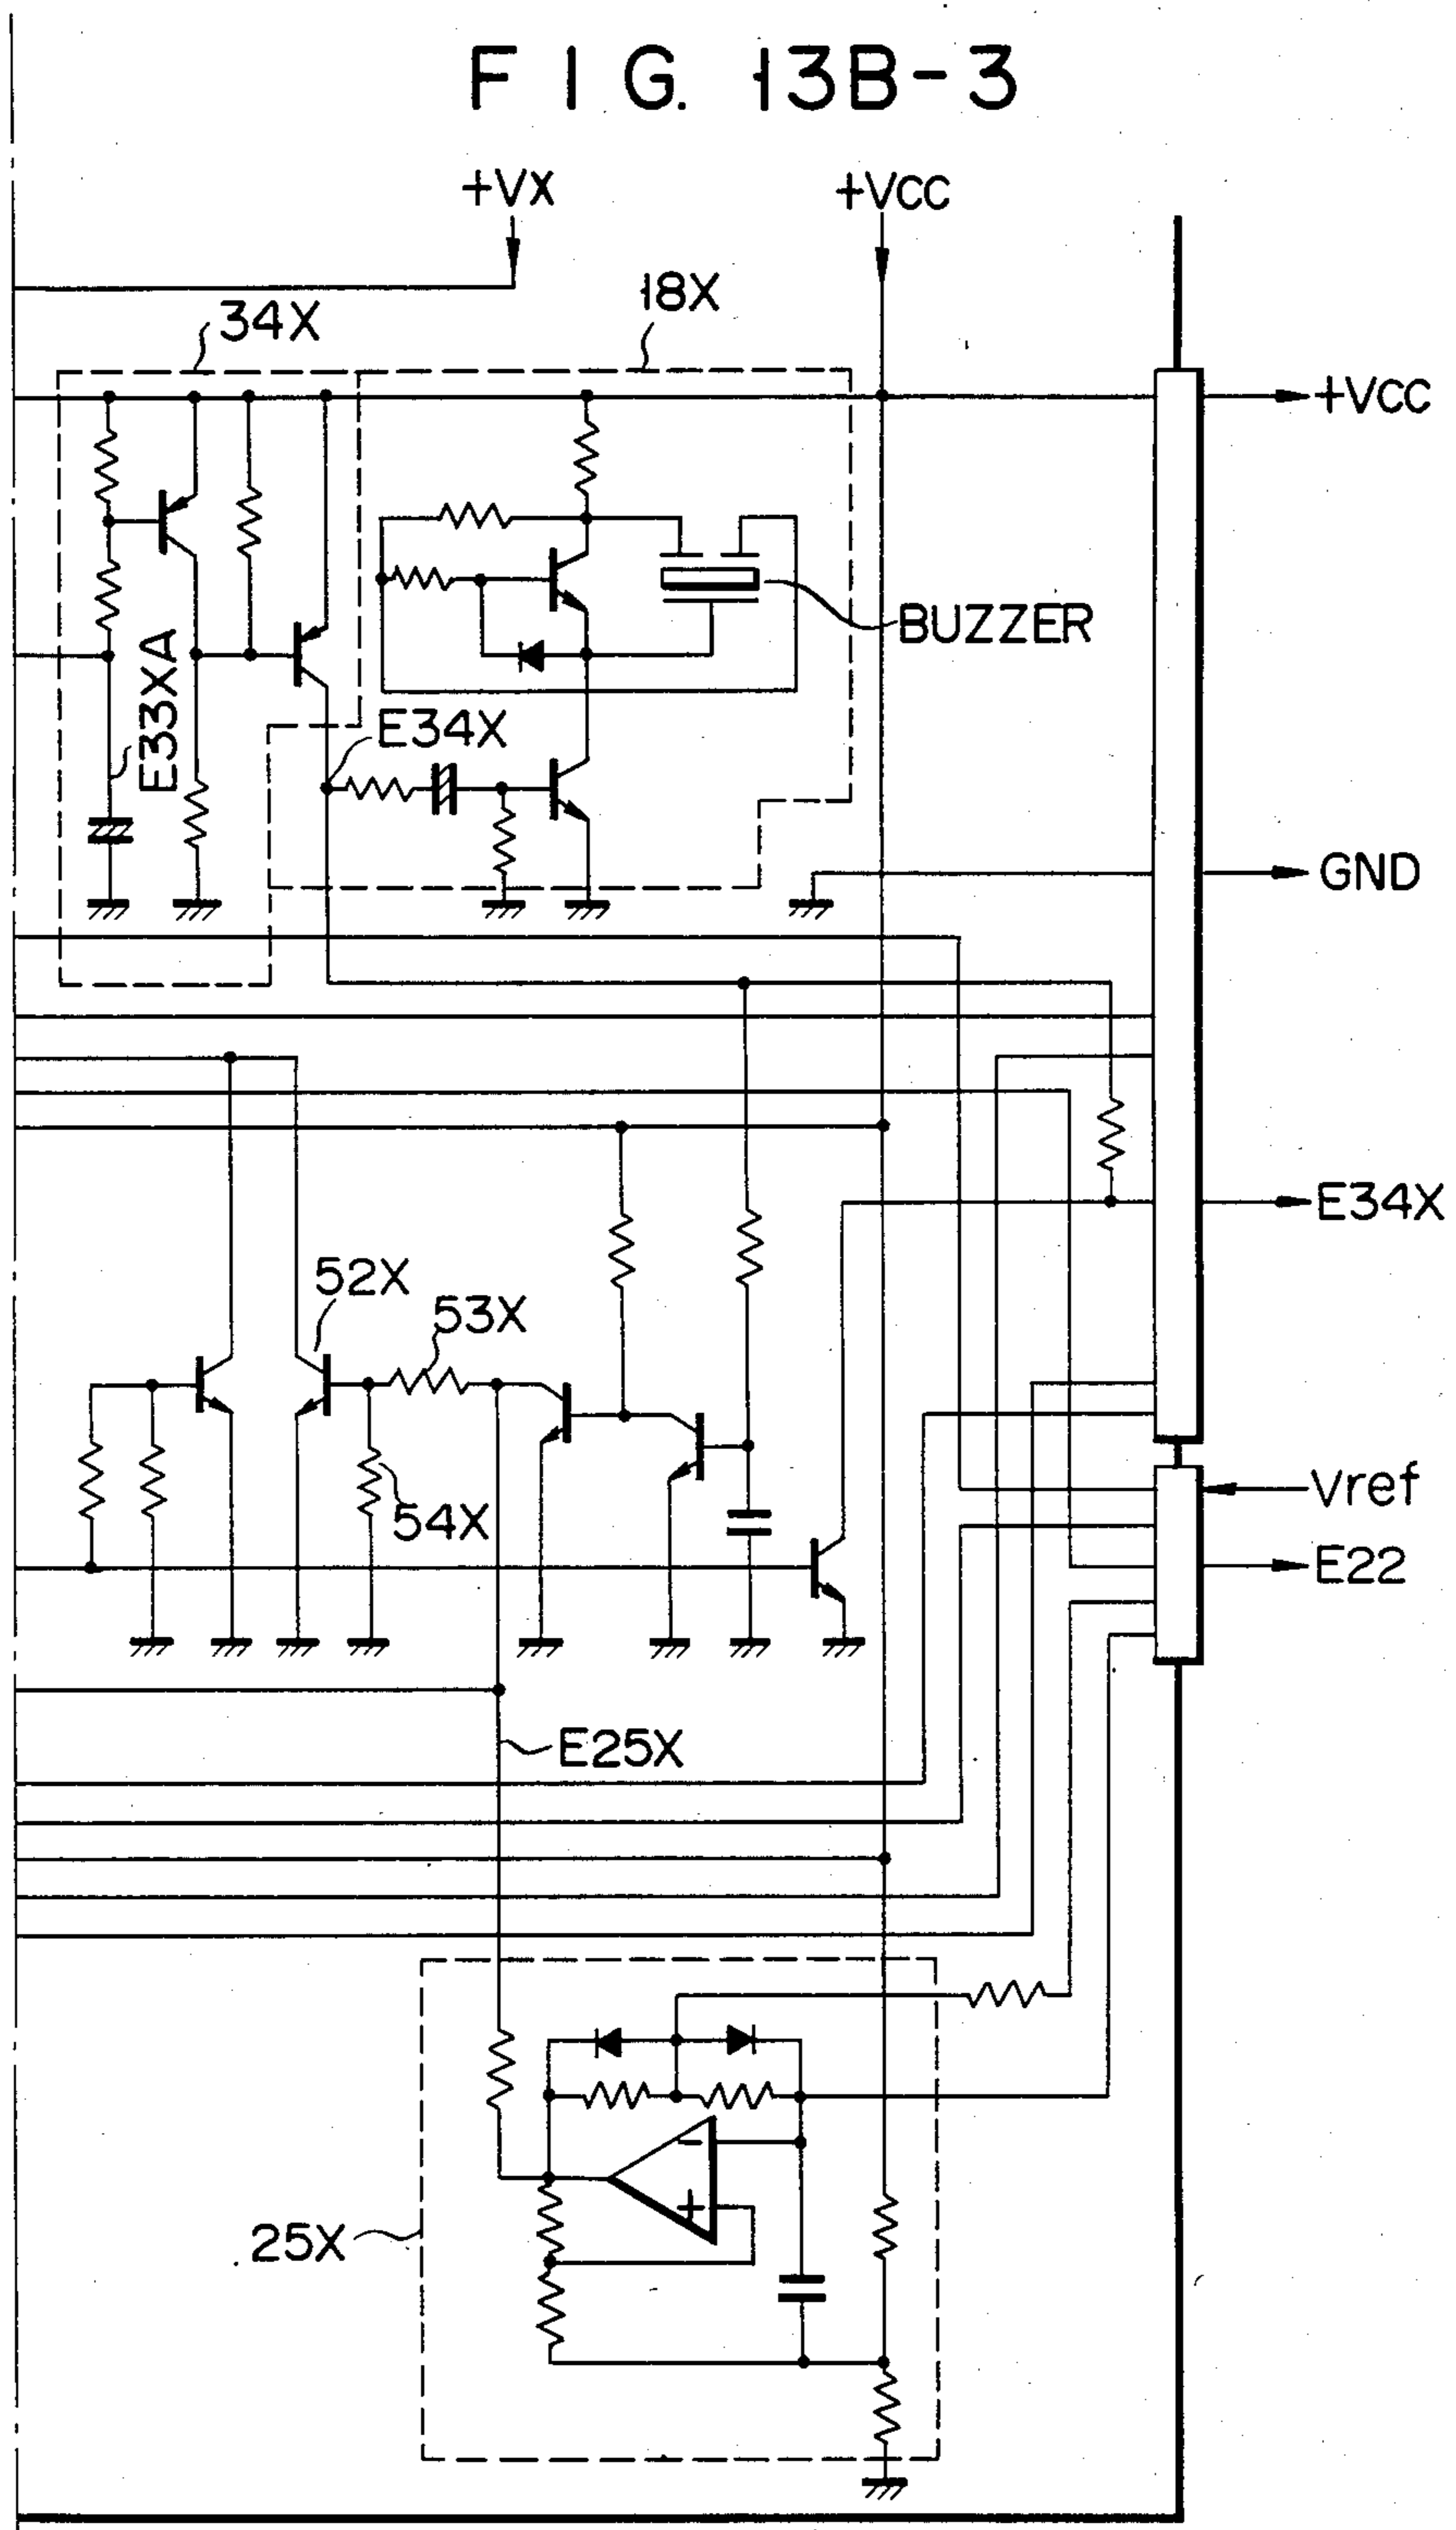 FIG. 13B-3
+VX
+VCC
34X
18X
+VCC
BUZZER
E33XA
E34X
GND
E34X
52X
53X
54X
Vref
E22
E25X
-
+
25X